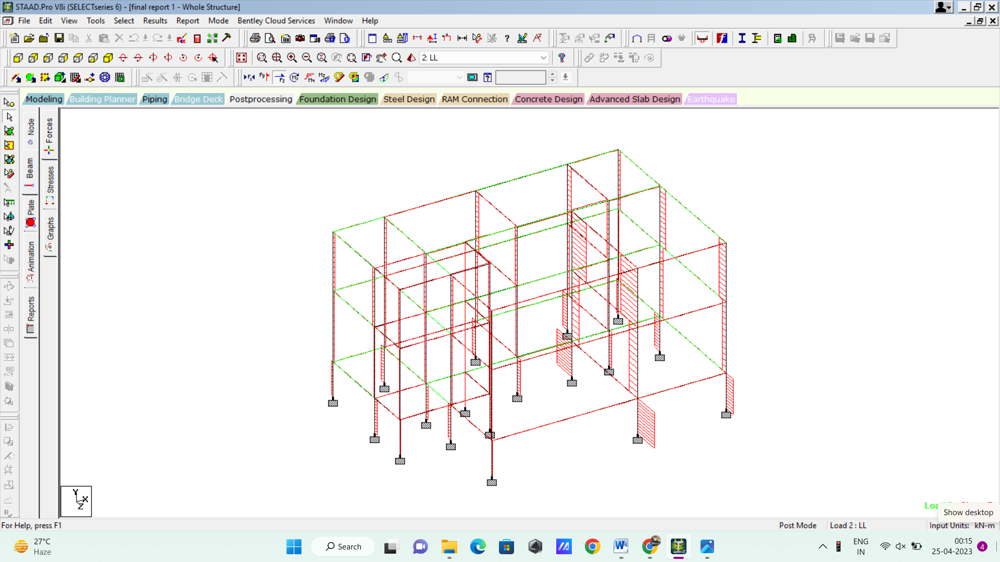 STAAD.Pro V8i (SELECTseries 6) - [final report 1 - Whole Structure]
File Edit View Tools Select Results Report Mode Bentley Cloud Services Window Help
2: LL
Modeling Building Planner Piping Bridge Deck Postprocessing Foundation Design Steel Design RAM Connection Concrete Design Advanced Slab Design Earthquake
Node
Beam
Plate
Animation
Reports
Forces
Stresses
Graphs
Y
X
Z
Loa
Show desktop
For Help, press F1
Post Mode
Load 2 : LL
Input Units: kN-m
27°C
Haze
Search
ENG
IN
00:15
25-04-2023
4